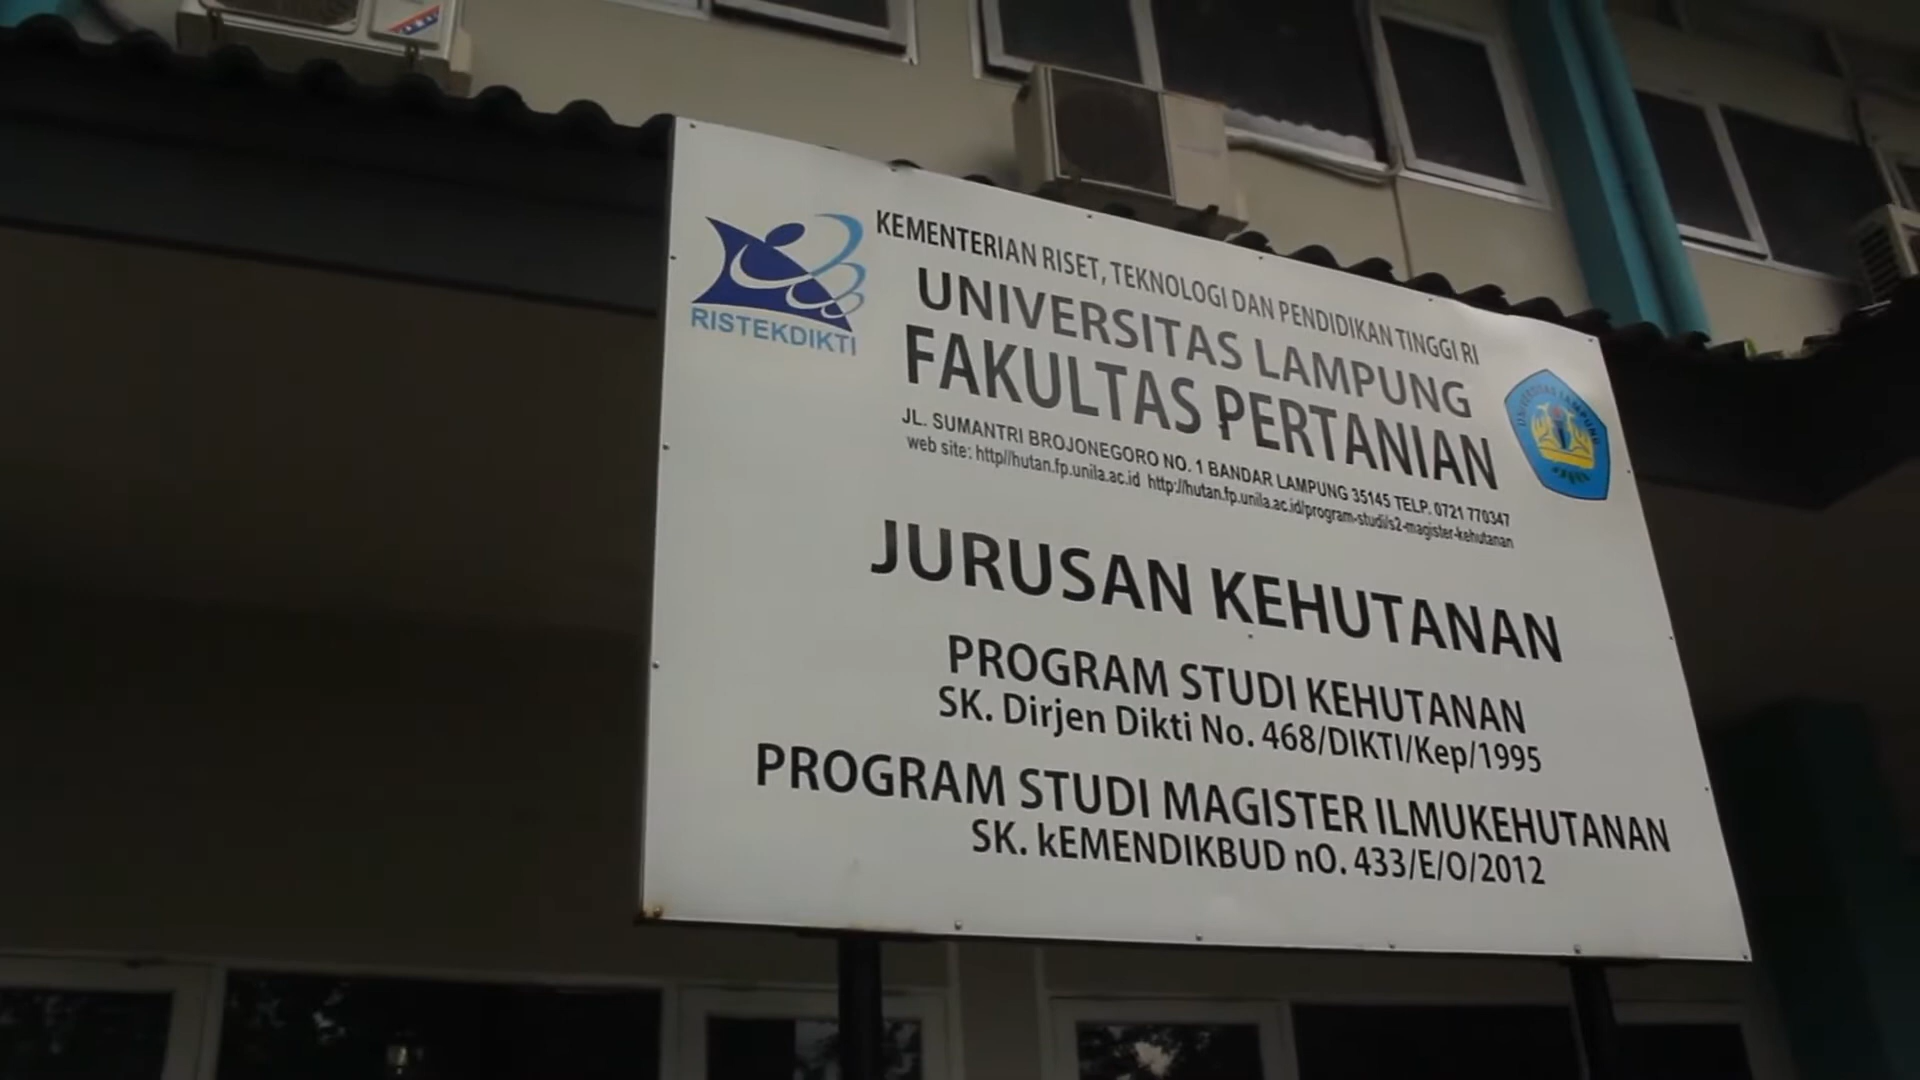 RISTEKDIKTI
KEMENTERIAN RISET, TEKNOLOGI DAN PENDIDIKAN TINGGI RI
UNIVERSITAS LAMPUNG
FAKULTAS PERTANIAN
JL. SUMANTRI BROJONEGORO NO. 1 BANDAR LAMPUNG 35145 TELP. 0721 770347
web site: http//hutan.fp.unila.ac.id http://hutan.fp.unila.ac.id/program-studi/s2-magister-kehutanan
UNIVERSITAS LAMPUNG
JURUSAN KEHUTANAN
PROGRAM STUDI KEHUTANAN
SK. Dirjen Dikti No. 468/DIKTI/Kep/1995
PROGRAM STUDI MAGISTER ILMUKEHUTANAN
SK. kEMENDIKBUD nO. 433/E/O/2012